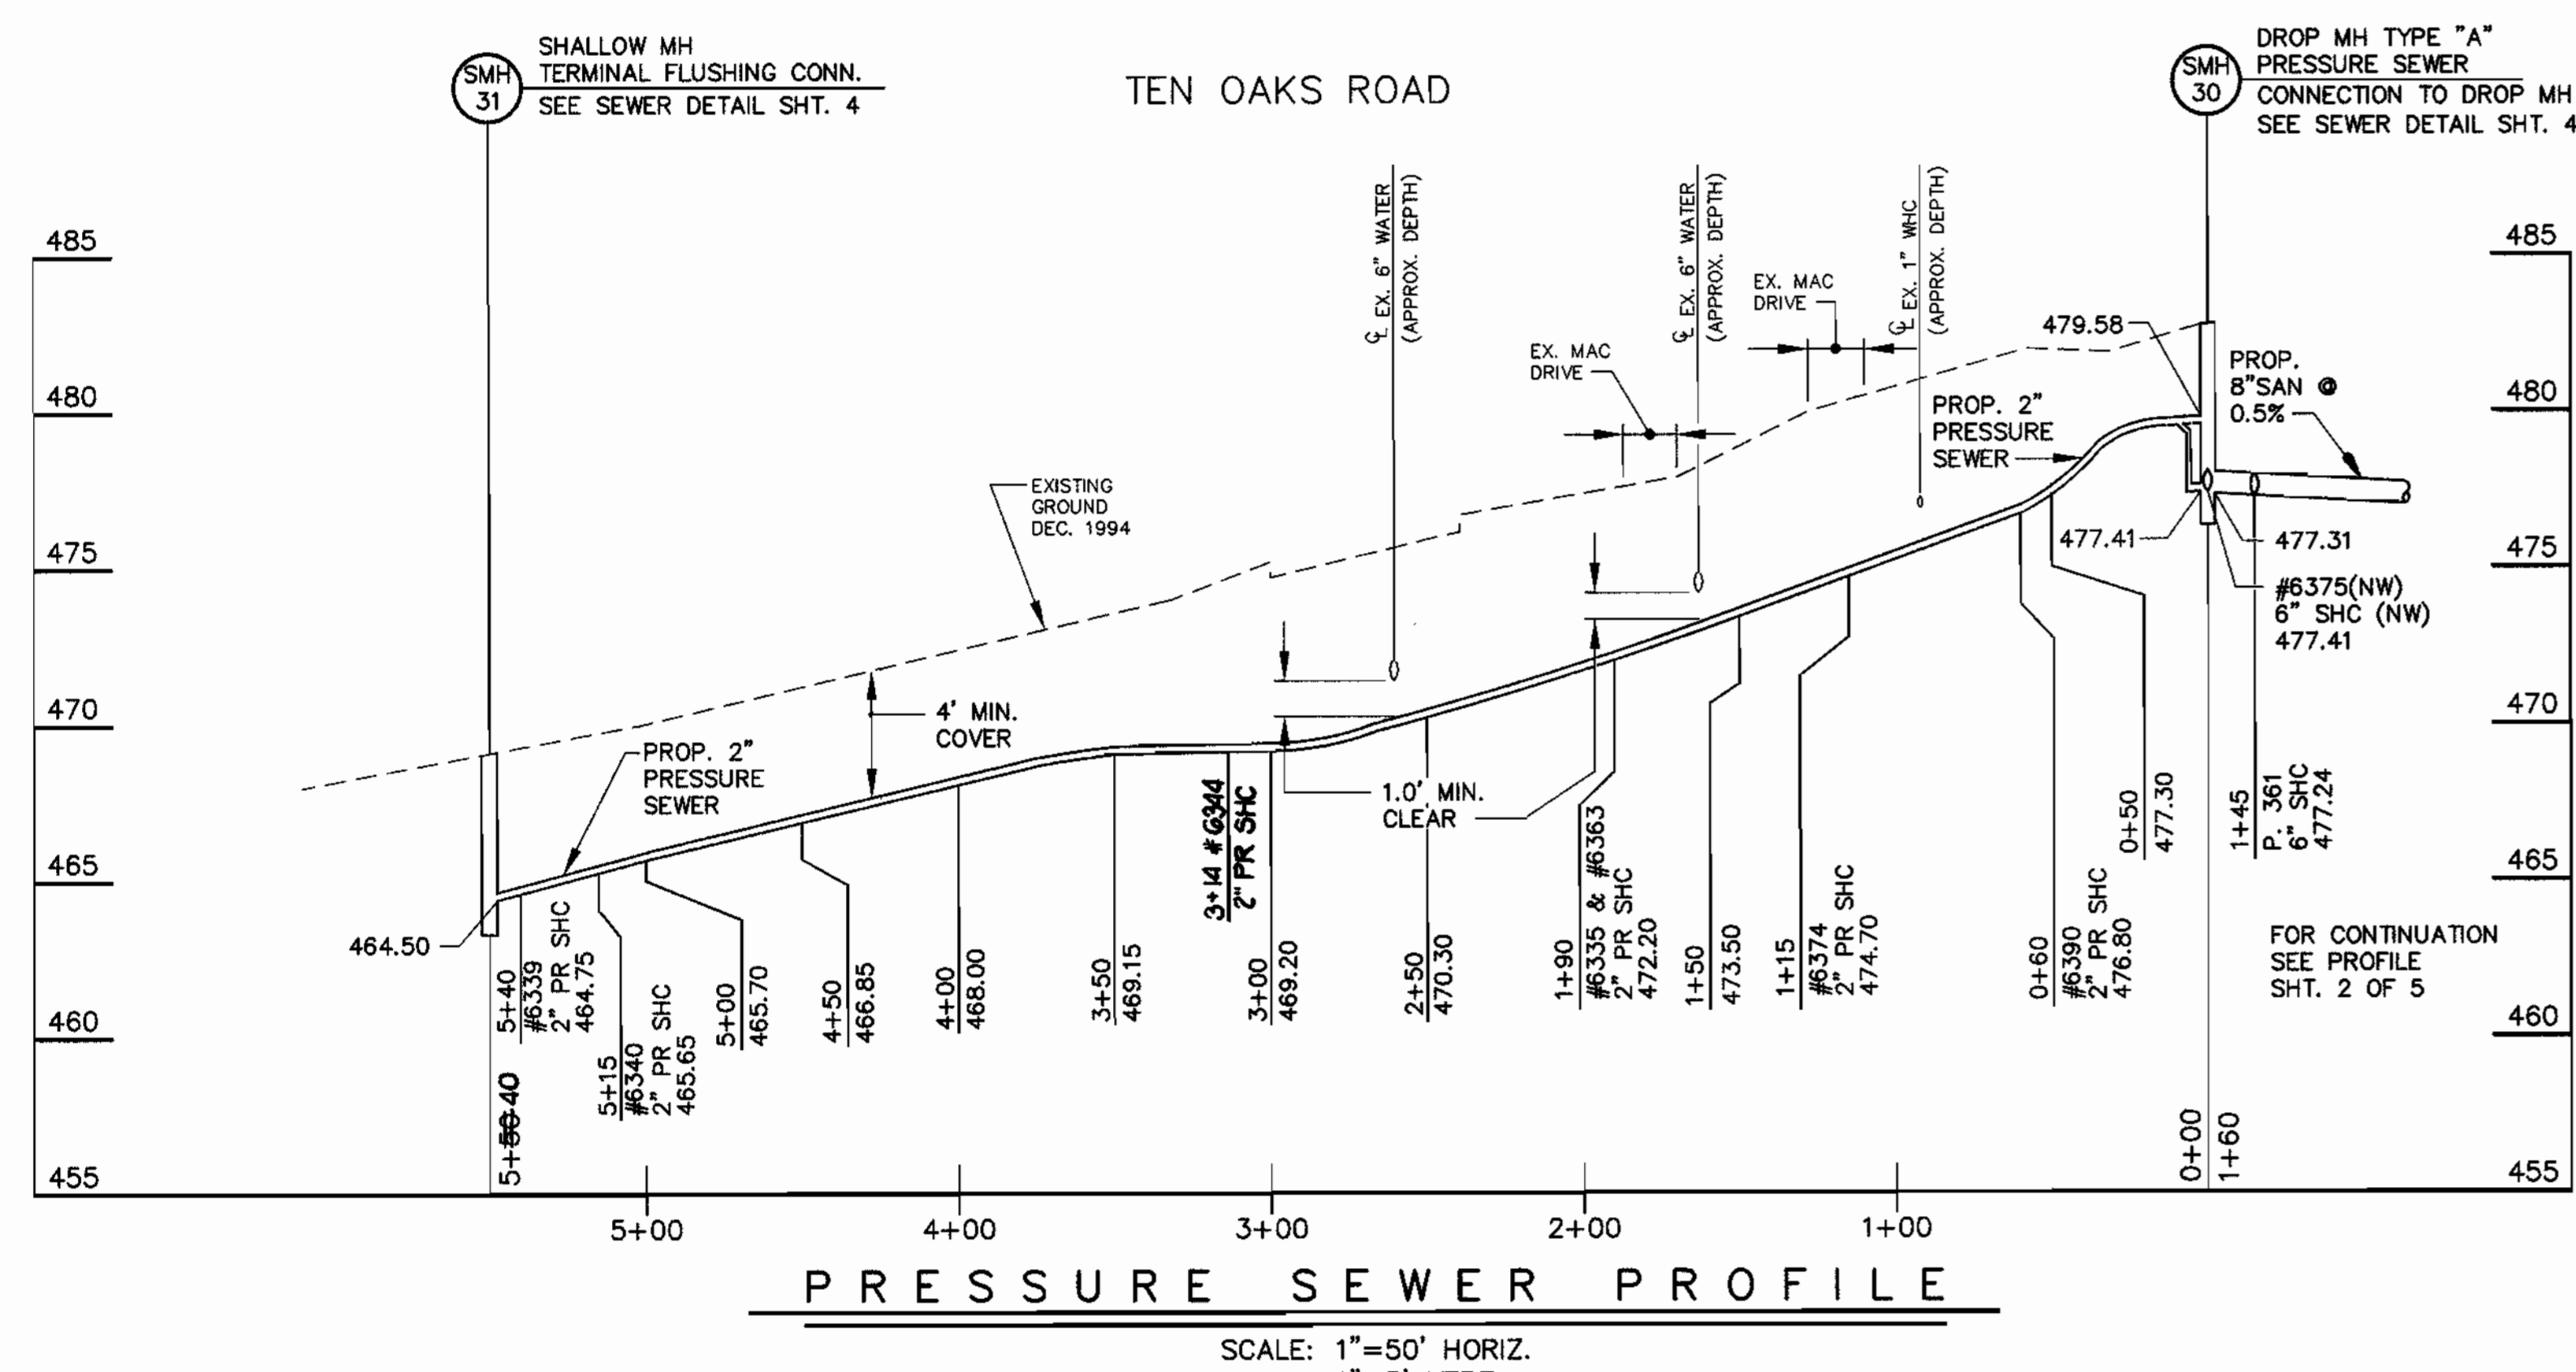 SMH
31
SHALLOW MH
TERMINAL FLUSHING CONN.
SEE SEWER DETAIL SHT. 4
TEN OAKS ROAD
SMH
30
DROP MH TYPE "A"
PRESSURE SEWER
CONNECTION TO DROP MH
SEE SEWER DETAIL SHT. 4
485
480
475
470
465
460
455
485
480
475
470
465
460
455
℄ EX. 6" WATER
(APPROX. DEPTH)
℄ EX. 6" WATER
(APPROX. DEPTH)
℄ EX. 1" WHC
(APPROX. DEPTH)
EX. MAC
DRIVE
EX. MAC
DRIVE
479.58
PROP.
8"SAN @
0.5%
PROP. 2"
PRESSURE
SEWER
EXISTING
GROUND
DEC. 1994
477.41
477.31
#6375(NW)
6" SHC (NW)
477.41
4' MIN.
COVER
PROP. 2"
PRESSURE
SEWER
1.0' MIN.
CLEAR
464.50
5+40
#6339
2" PR SHC
464.75
5+15
#6340
2" PR SHC
465.65
5+00
465.70
4+50
466.85
4+00
468.00
3+50
469.15
3+14 #6344
2" PR SHC
3+00
469.20
2+50
470.30
1+90
#6335 & #6363
2" PR SHC
472.20
1+50
473.50
1+15
#6374
2" PR SHC
474.70
0+60
#6390
2" PR SHC
476.80
0+50
477.30
1+45
P. 361
6" SHC
477.24
FOR CONTINUATION
SEE PROFILE
SHT. 2 OF 5
5+50 40
0+00
1+60
5+00
4+00
3+00
2+00
1+00
PRESSURE SEWER PROFILE
SCALE: 1"=50' HORIZ.